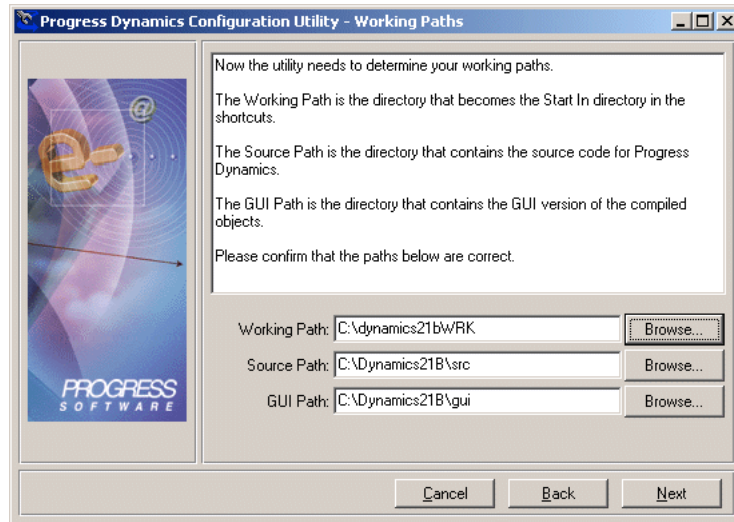 Progress Dynamics Configuration Utility - Working Paths
Now the utility needs to determine your working paths.
The Working Path is the directory that becomes the Start In directory in the
shortcuts.
The Source Path is the directory that contains the source code for Progress
Dynamics.
The GUI Path is the directory that contains the GUI version of the compiled
objects.
Please confirm that the paths below are correct.
@
e-
PROGRESS
SOFTWARE
Working Path: C:\dynamics21bWRK Browse...
Source Path: C:\Dynamics21B\src Browse...
GUI Path: C:\Dynamics21B\gui Browse...
Cancel Back Next